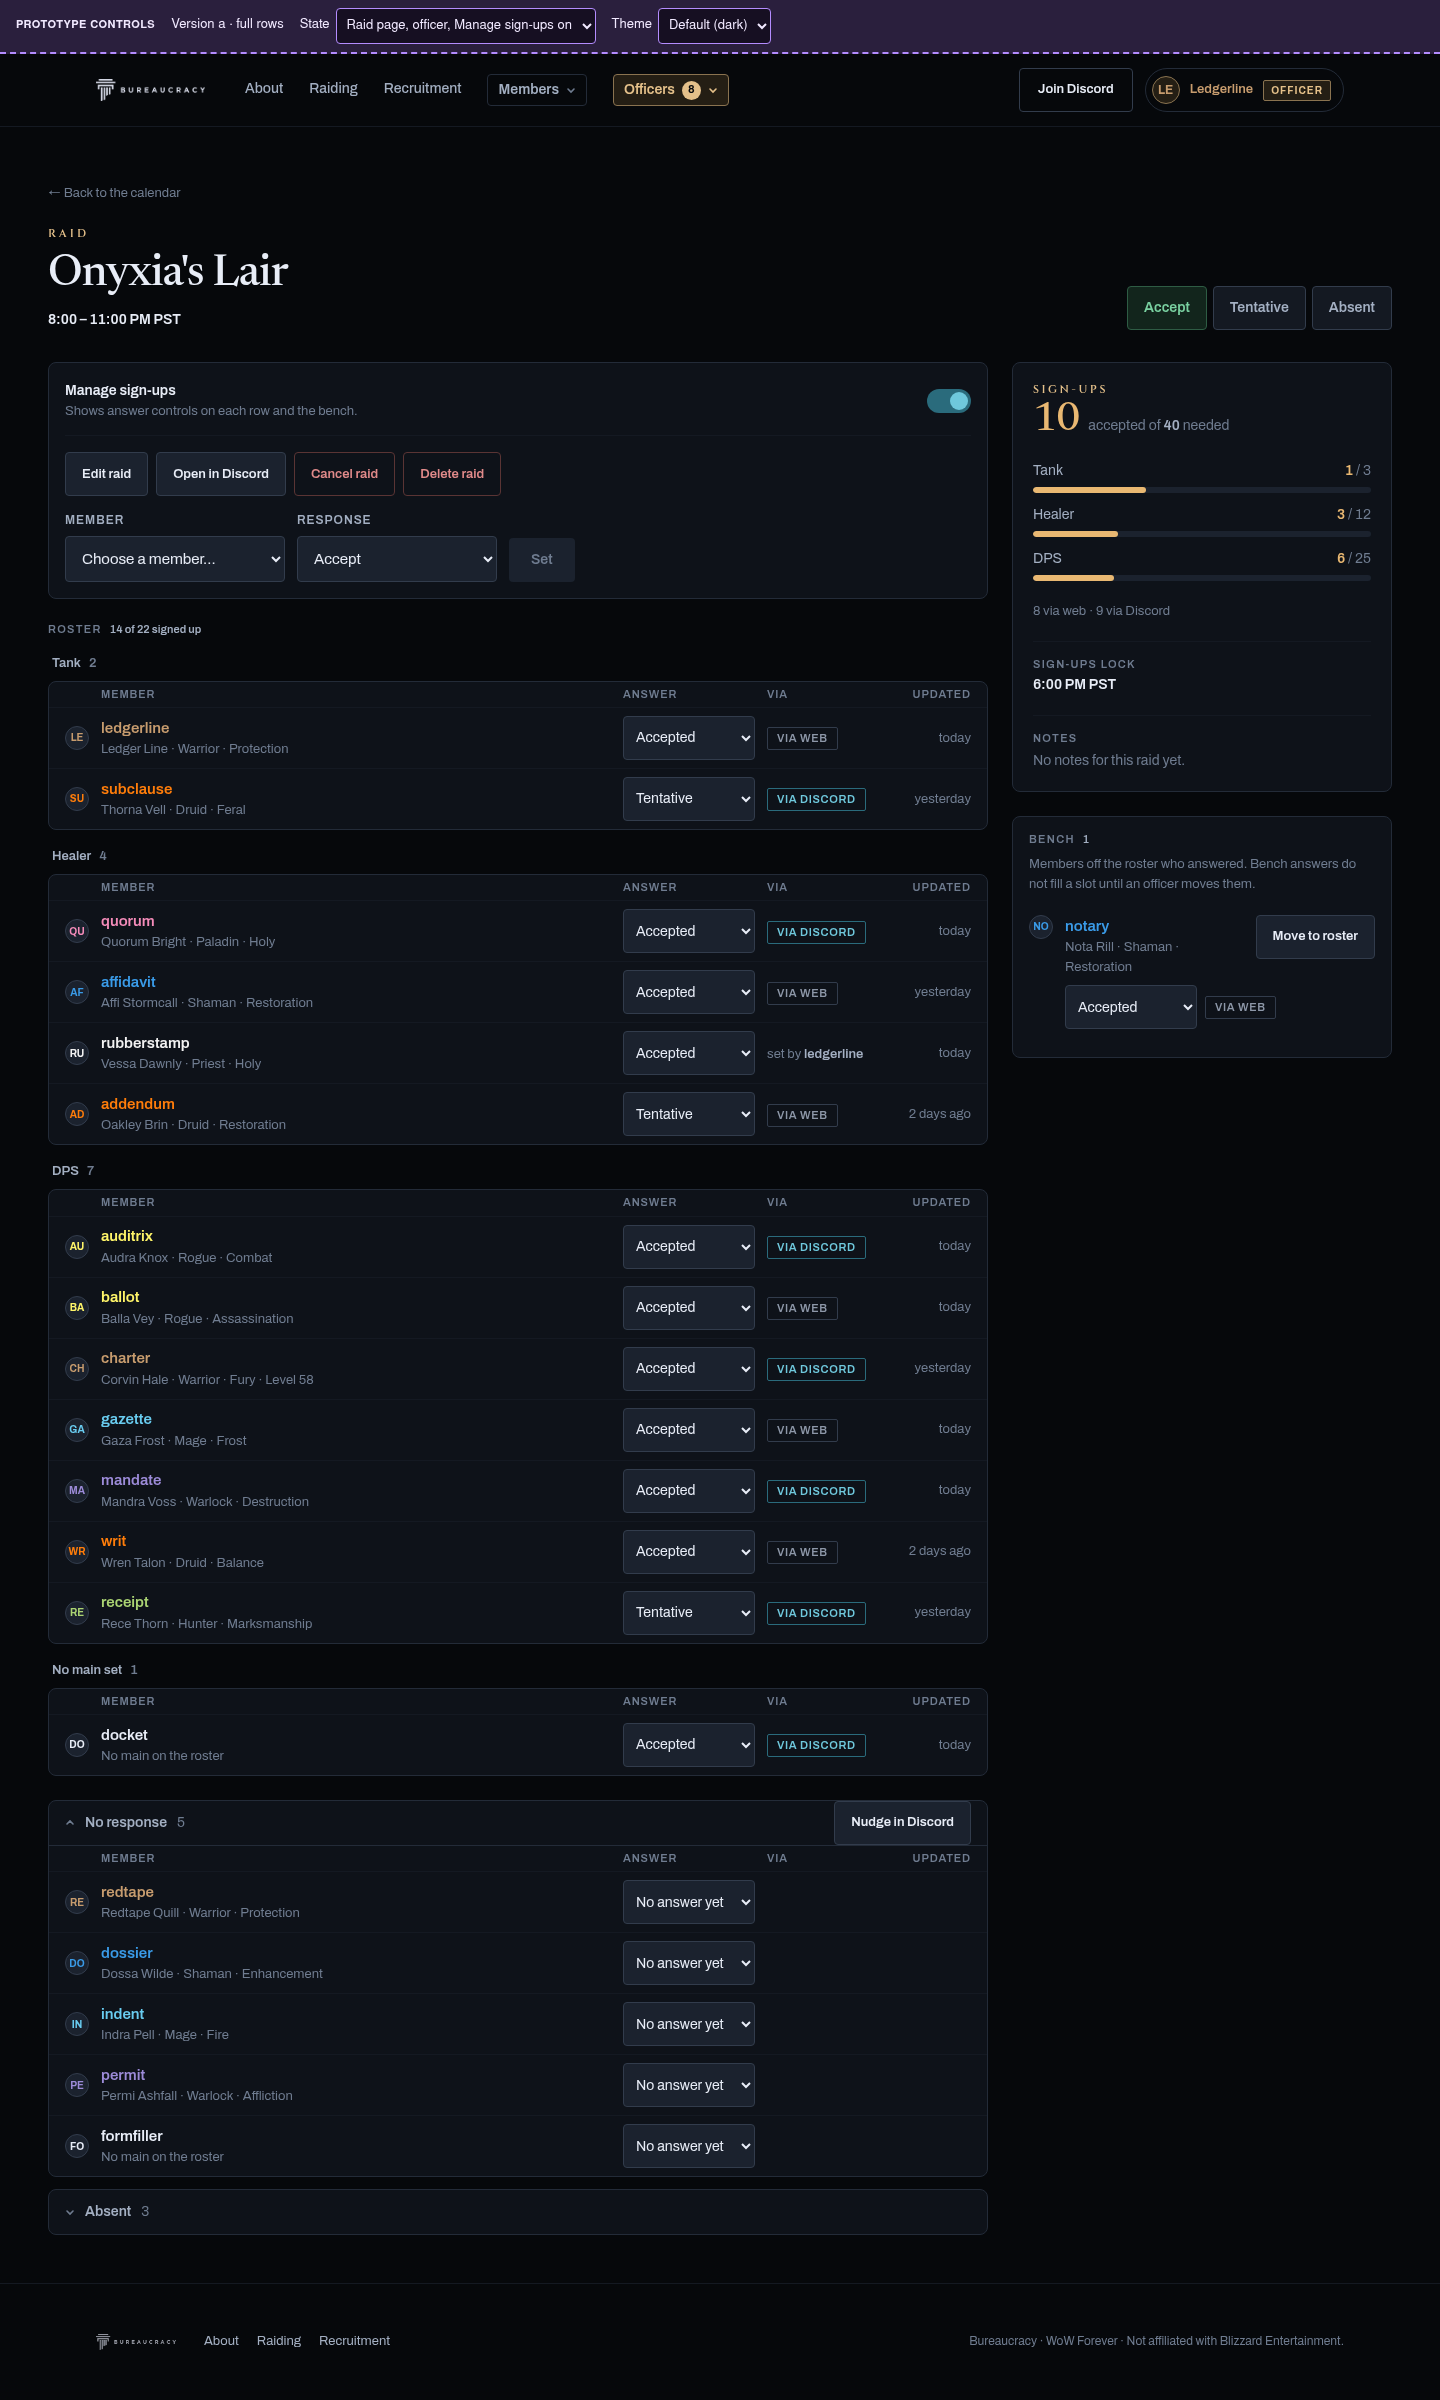 PROTOTYPE CONTROLS Version a · full rows State Raid page, officer, Manage sign-ups on Theme Default (dark)
BUREAUCRACY About Raiding Recruitment Members Officers 8 Join Discord LE Ledgerline OFFICER
← Back to the calendar
RAID
Onyxia's Lair
8:00 – 11:00 PM PST
Accept Tentative Absent
Manage sign-ups
Shows answer controls on each row and the bench.
Edit raid Open in Discord Cancel raid Delete raid
MEMBER RESPONSE
Choose a member... Accept Set
ROSTER 14 of 22 signed up
Tank 2
MEMBER ANSWER VIA UPDATED
LE ledgerline Accepted VIA WEB today
Ledger Line · Warrior · Protection
SU subclause Tentative VIA DISCORD yesterday
Thorna Vell · Druid · Feral
Healer 4
MEMBER ANSWER VIA UPDATED
QU quorum Accepted VIA DISCORD today
Quorum Bright · Paladin · Holy
AF affidavit Accepted VIA WEB yesterday
Affi Stormcall · Shaman · Restoration
RU rubberstamp Accepted set by ledgerline today
Vessa Dawnly · Priest · Holy
AD addendum Tentative VIA WEB 2 days ago
Oakley Brin · Druid · Restoration
DPS 7
MEMBER ANSWER VIA UPDATED
AU auditrix Accepted VIA DISCORD today
Audra Knox · Rogue · Combat
BA ballot Accepted VIA WEB today
Balla Vey · Rogue · Assassination
CH charter Accepted VIA DISCORD yesterday
Corvin Hale · Warrior · Fury · Level 58
GA gazette Accepted VIA WEB today
Gaza Frost · Mage · Frost
MA mandate Accepted VIA DISCORD today
Mandra Voss · Warlock · Destruction
WR writ Accepted VIA WEB 2 days ago
Wren Talon · Druid · Balance
RE receipt Tentative VIA DISCORD yesterday
Rece Thorn · Hunter · Marksmanship
No main set 1
MEMBER ANSWER VIA UPDATED
DO docket Accepted VIA DISCORD today
No main on the roster
No response 5 Nudge in Discord
MEMBER ANSWER VIA UPDATED
RE redtape No answer yet
Redtape Quill · Warrior · Protection
DO dossier No answer yet
Dossa Wilde · Shaman · Enhancement
IN indent No answer yet
Indra Pell · Mage · Fire
PE permit No answer yet
Permi Ashfall · Warlock · Affliction
FO formfiller No answer yet
No main on the roster
Absent 3
SIGN-UPS
10 accepted of 40 needed
Tank 1 / 3
Healer 3 / 12
DPS 6 / 25
8 via web · 9 via Discord
SIGN-UPS LOCK
6:00 PM PST
NOTES
No notes for this raid yet.
BENCH 1
Members off the roster who answered. Bench answers do
not fill a slot until an officer moves them.
NO notary Move to roster
Nota Rill · Shaman ·
Restoration
Accepted VIA WEB
BUREAUCRACY About Raiding Recruitment Bureaucracy · WoW Forever · Not affiliated with Blizzard Entertainment.